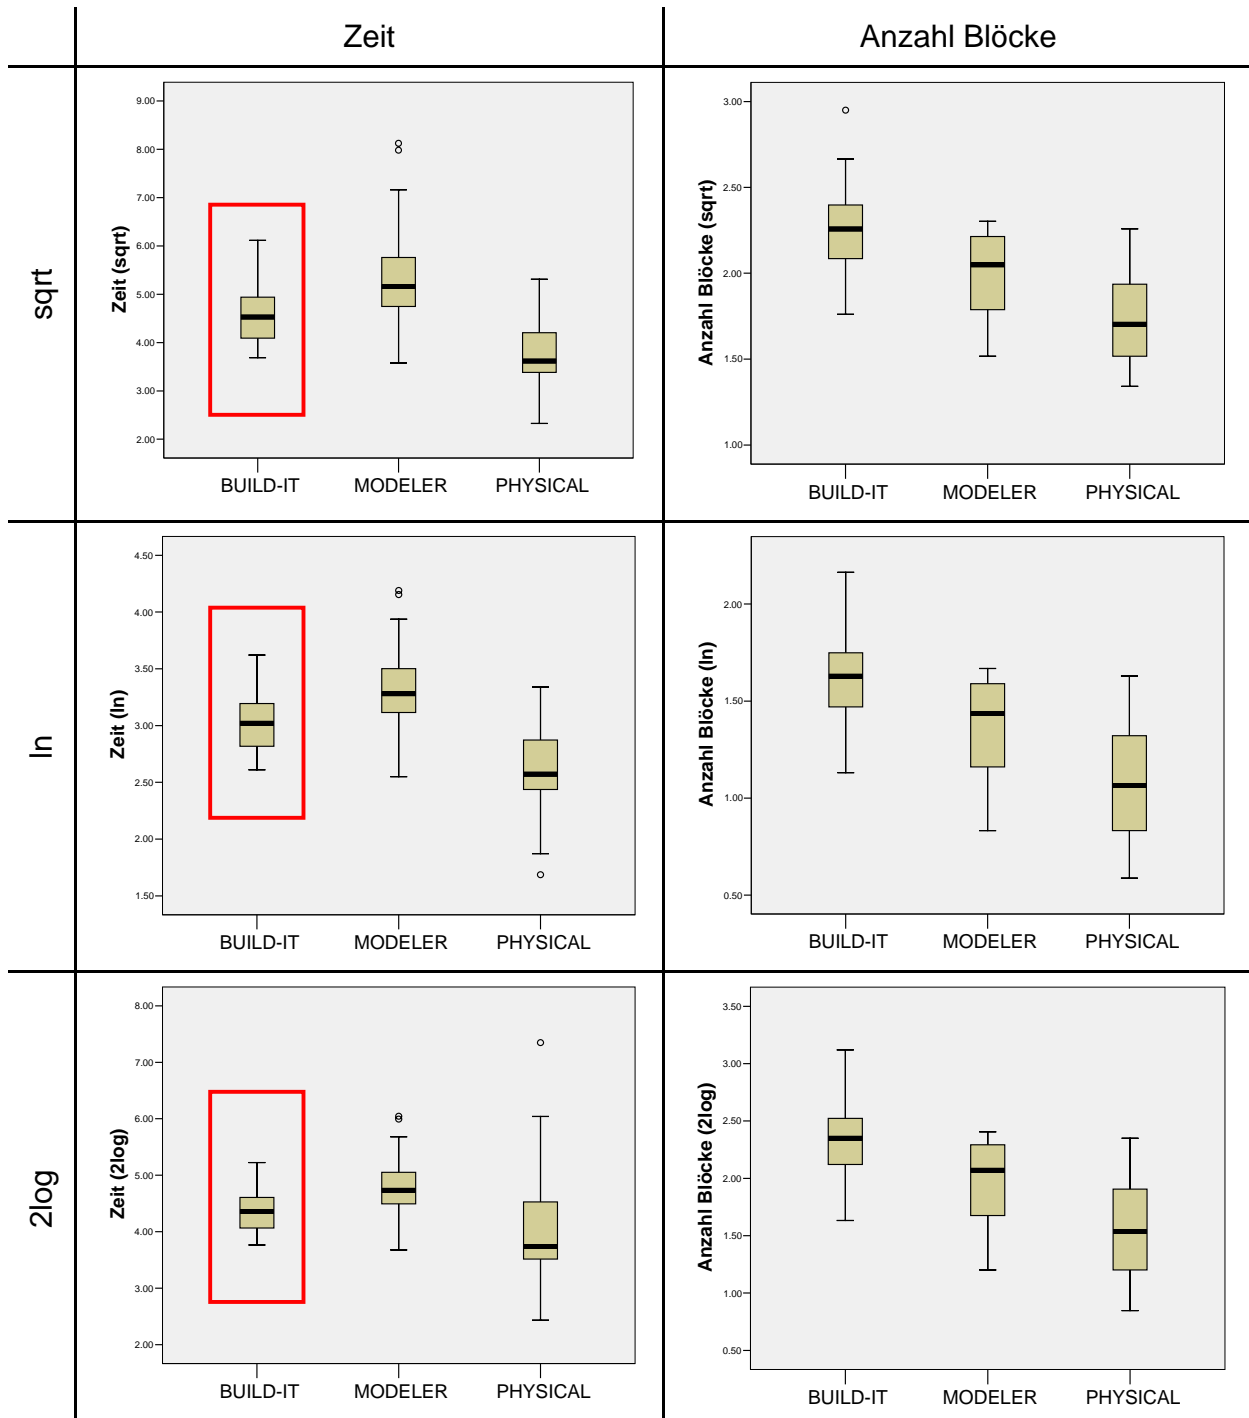 Zeit
Anzahl Blöcke
sqrt
Zeit (sqrt)
9.00
8.00
7.00
6.00
5.00
4.00
3.00
2.00
BUILD-IT MODELER PHYSICAL
Anzahl Blöcke (sqrt)
3.00
2.50
2.00
1.50
1.00
BUILD-IT MODELER PHYSICAL
ln
Zeit (ln)
4.50
4.00
3.50
3.00
2.50
2.00
1.50
BUILD-IT MODELER PHYSICAL
Anzahl Blöcke (ln)
2.00
1.50
1.00
0.50
BUILD-IT MODELER PHYSICAL
2log
Zeit (2log)
8.00
7.00
6.00
5.00
4.00
3.00
2.00
BUILD-IT MODELER PHYSICAL
Anzahl Blöcke (2log)
3.50
3.00
2.50
2.00
1.50
1.00
0.50
BUILD-IT MODELER PHYSICAL